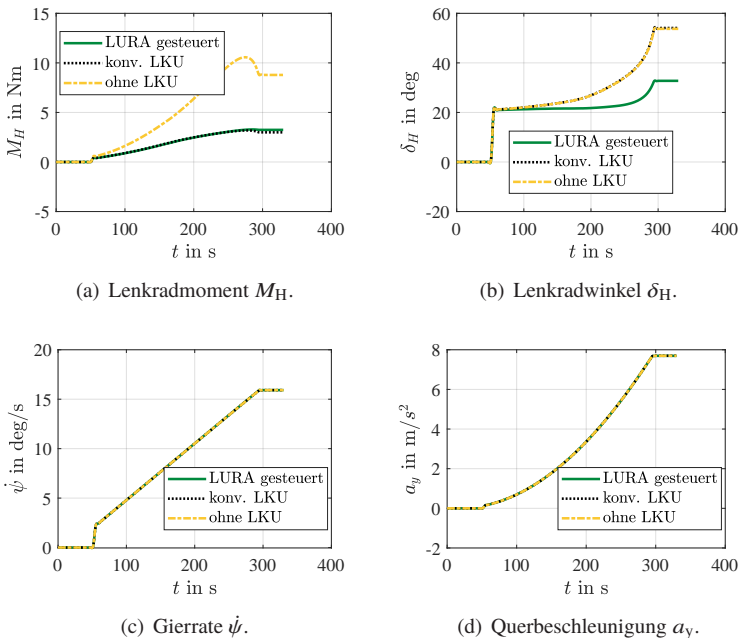 15
10
5
0
-5
M_H in Nm
LURA gesteuert
konv. LKU
ohne LKU
0 100 200 300 400
t in s
(a) Lenkradmoment M_H.
60
40
20
0
-20
δ_H in deg
LURA gesteuert
konv. LKU
ohne LKU
0 100 200 300 400
t in s
(b) Lenkradwinkel δ_H.
20
15
10
5
0
ψ̇ in deg/s
LURA gesteuert
konv. LKU
ohne LKU
0 100 200 300 400
t in s
(c) Gierrate ψ̇.
8
6
4
2
0
-2
a_y in m/s²
LURA gesteuert
konv. LKU
ohne LKU
0 100 200 300 400
t in s
(d) Querbeschleunigung a_y.